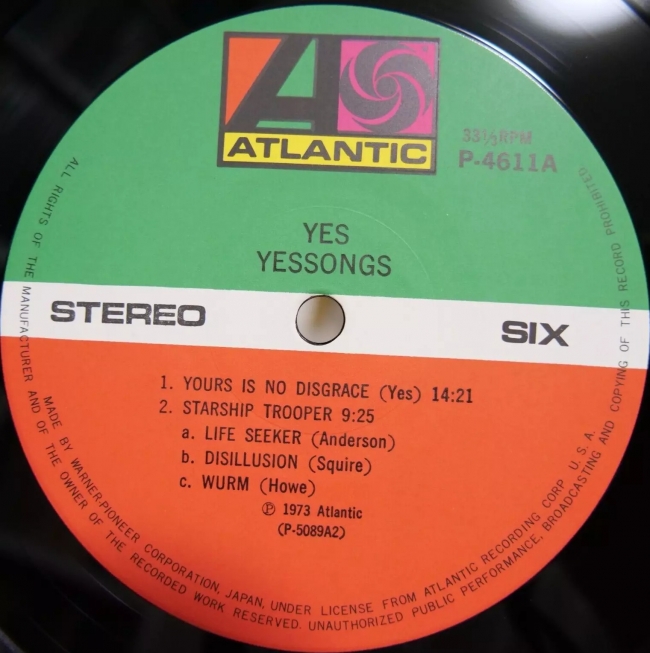 ATLANTIC
33⅓RPM
P-4611A
YES
YESSONGS
STEREO
SIX
1. YOURS IS NO DISGRACE (Yes) 14:21
2. STARSHIP TROOPER 9:25
a. LIFE SEEKER (Anderson)
b. DISILLUSION (Squire)
c. WURM (Howe)
℗ 1973 Atlantic
(P-5089A2)
MADE BY WARNER-PIONEER CORPORATION, JAPAN, UNDER LICENSE FROM ATLANTIC RECORDING CORP U.S.A.
ALL RIGHTS OF THE MANUFACTURER AND OF THE OWNER OF THE RECORDED WORK RESERVED. UNAUTHORIZED PUBLIC PERFORMANCE, BROADCASTING AND COPYING OF THIS RECORD PROHIBITED.